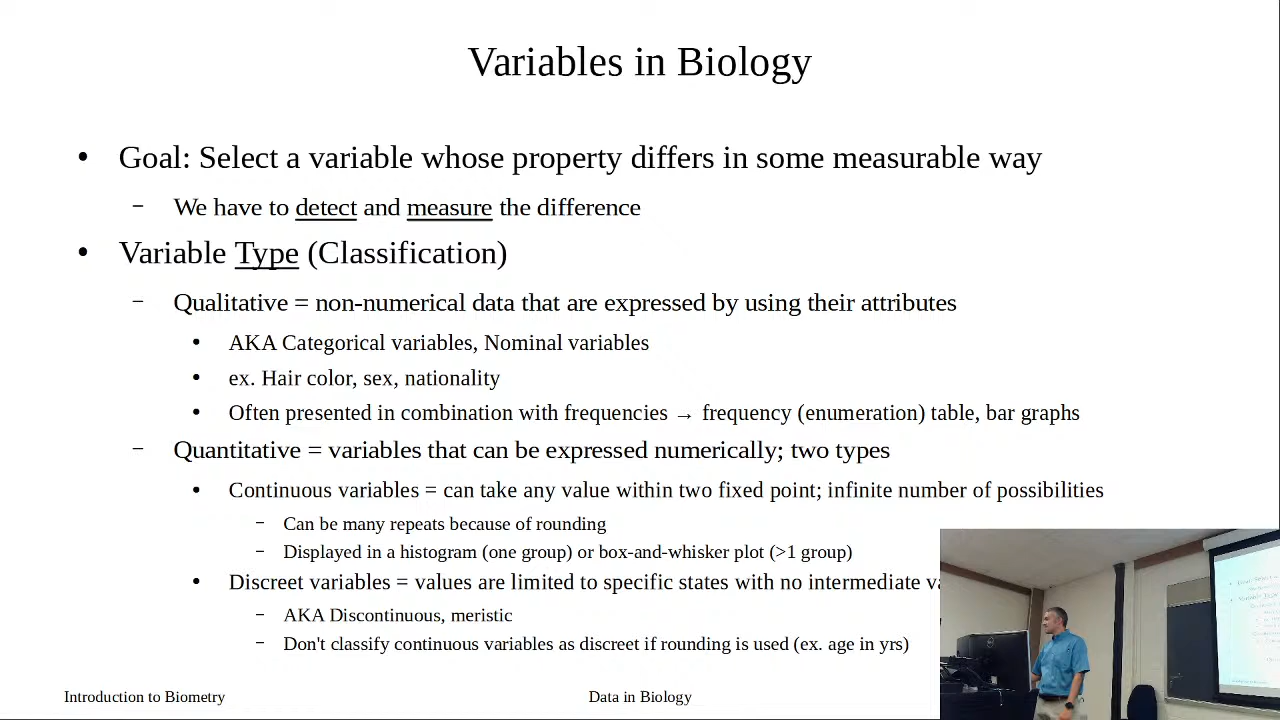 Variables in Biology
• Goal: Select a variable whose property differs in some measurable way
– We have to detect and measure the difference
• Variable Type (Classification)
– Qualitative = non-numerical data that are expressed by using their attributes
• AKA Categorical variables, Nominal variables
• ex. Hair color, sex, nationality
• Often presented in combination with frequencies → frequency (enumeration) table, bar graphs
– Quantitative = variables that can be expressed numerically; two types
• Continuous variables = can take any value within two fixed point; infinite number of possibilities
– Can be many repeats because of rounding
– Displayed in a histogram (one group) or box-and-whisker plot (>1 group)
• Discreet variables = values are limited to specific states with no intermediate
– AKA Discontinuous, meristic
– Don't classify continuous variables as discreet if rounding is used (ex. age in yrs)
Introduction to Biometry
Data in Biology